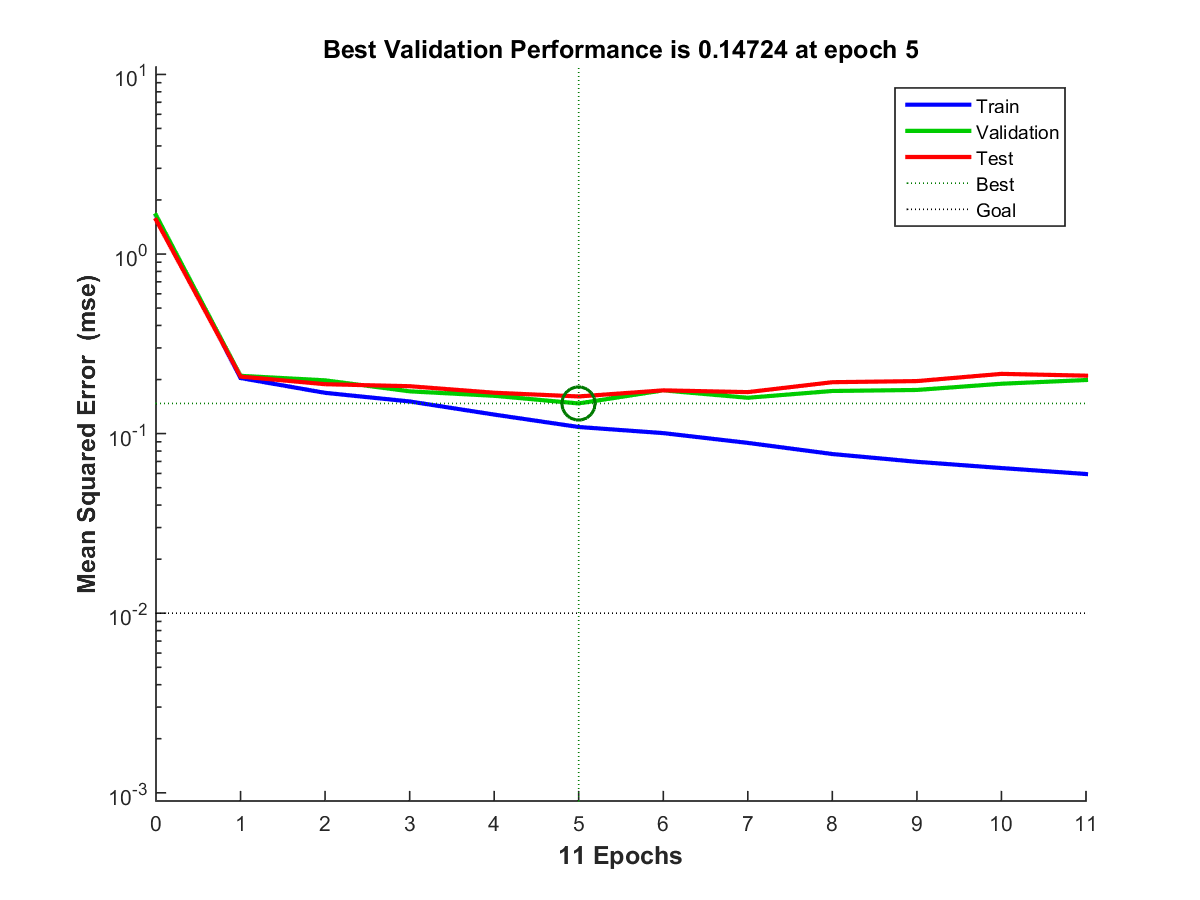 Best Validation Performance is 0.14724 at epoch 5
Mean Squared Error (mse)
10^1
10^0
10^-1
10^-2
10^-3
Train
Validation
Test
Best
Goal
0 1 2 3 4 5 6 7 8 9 10 11
11 Epochs